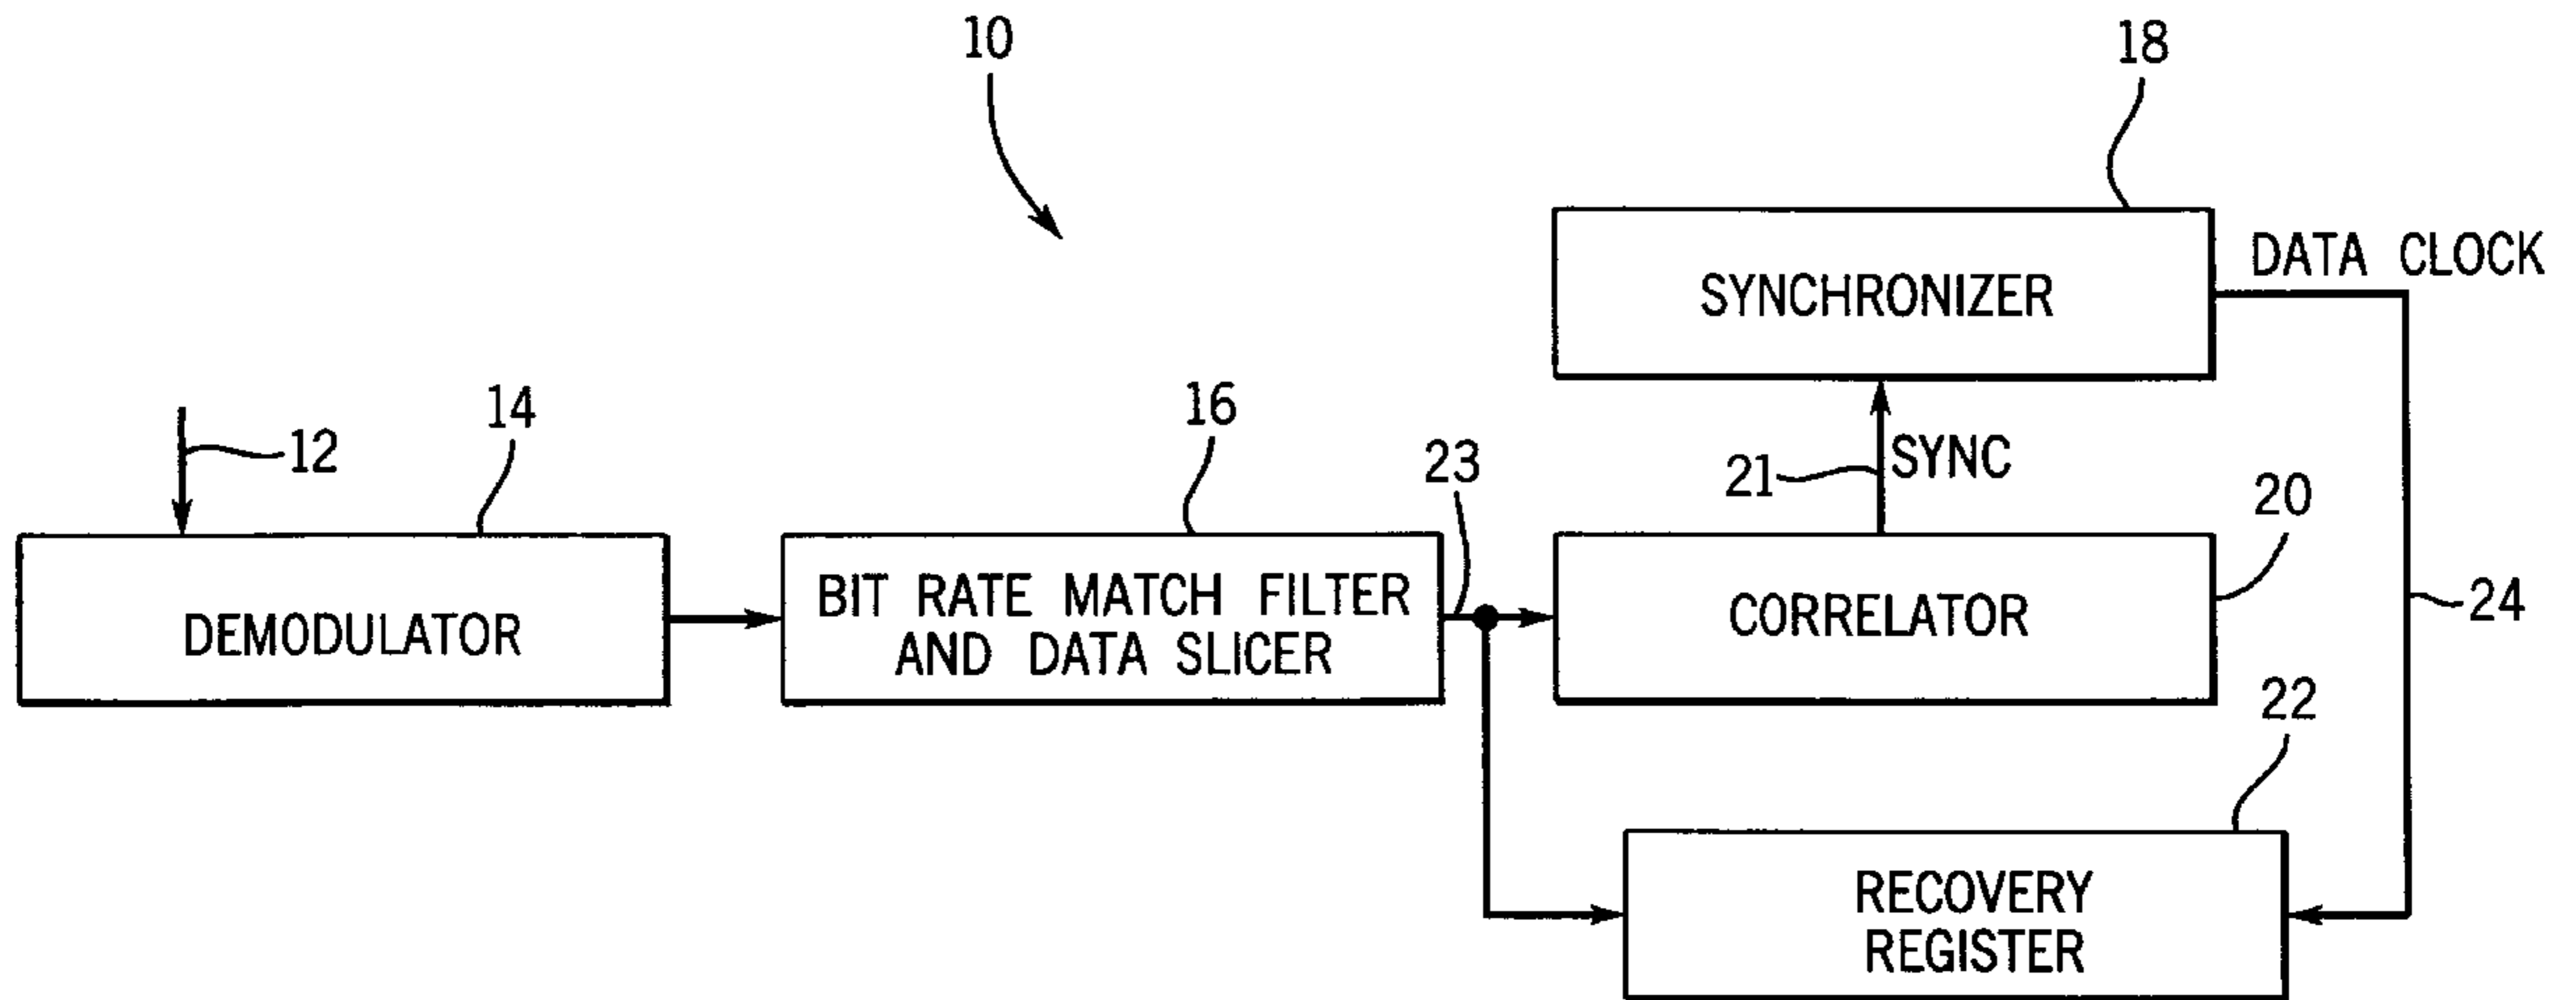 10
18
SYNCHRONIZER
DATA CLOCK
12
14
16
23
21
SYNC
20
DEMODULATOR
BIT RATE MATCH FILTER
AND DATA SLICER
CORRELATOR
24
22
RECOVERY
REGISTER